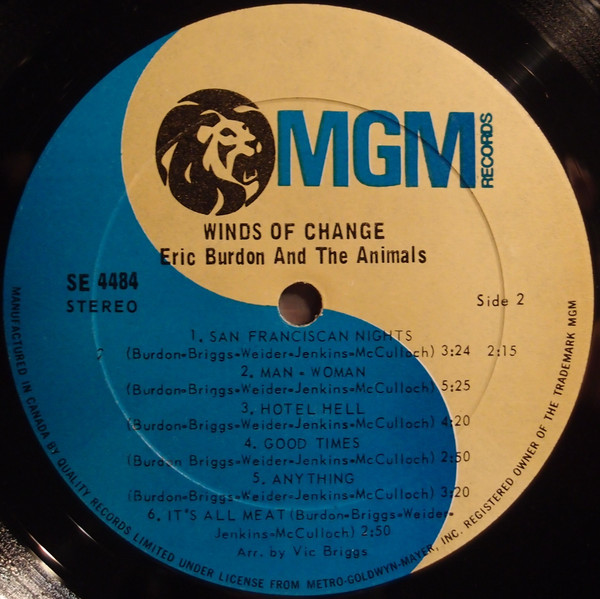 MGM RECORDS
WINDS OF CHANGE
Eric Burdon And The Animals
SE 4484
STEREO
Side 2
1. SAN FRANCISCAN NIGHTS
(Burdon-Briggs-Weider-Jenkins-McCulloch) 3:24 2:15
2. MAN - WOMAN
(Burdon-Briggs-Weider-Jenkins-McCulloch) 5:25
3. HOTEL HELL
(Burdon-Briggs-Weider-Jenkins-McCulloch) 4:20
4. GOOD TIMES
(Burdon Briggs-Weider-Jenkins-McCulloch) 2:50
5. ANYTHING
(Burdon-Briggs-Weider-Jenkins-McCulloch) 3:20
6. IT'S ALL MEAT (Burdon-Briggs-Weider-
Jenkins-McCulloch) 2:50
Arr. by Vic Briggs
MANUFACTURED IN CANADA BY QUALITY RECORDS LIMITED UNDER LICENSE FROM METRO-GOLDWYN-MAYER, INC. REGISTERED OWNER OF THE TRADEMARK MGM